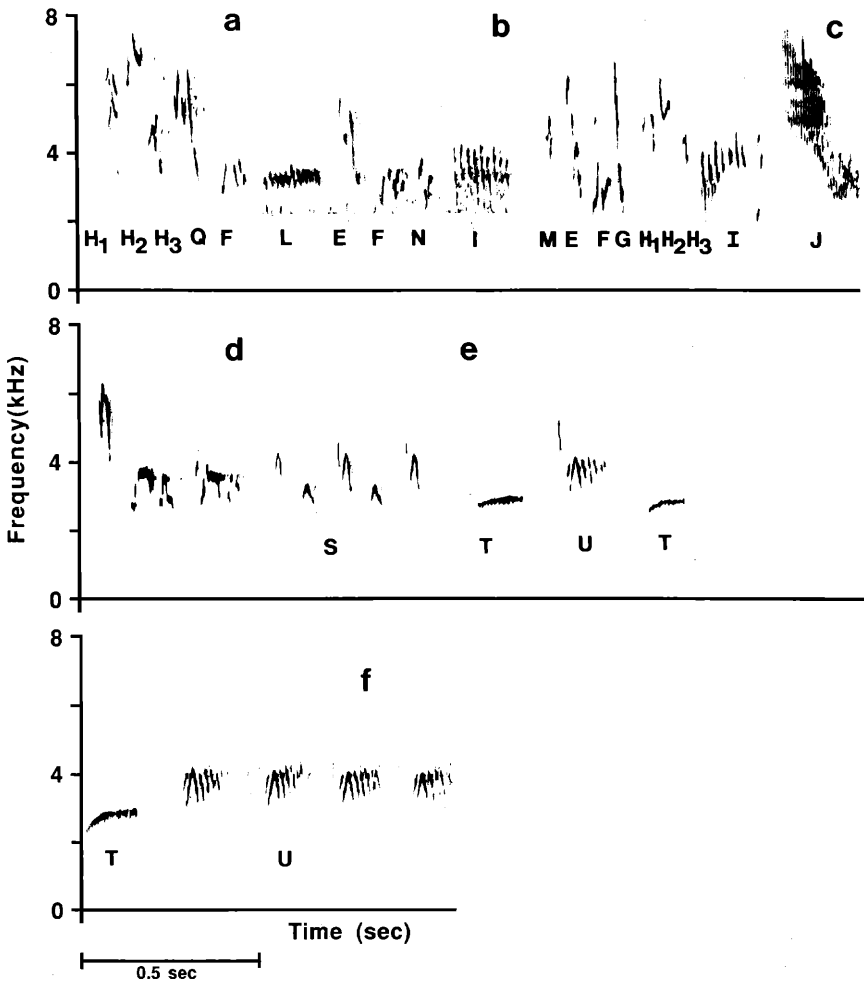 8 a b c
4
H1 H2 H3 Q F L E F N I M E F G H1 H2 H3 I J
0
8 d e
4
S T U T
0
Frequency(kHz)
8 f
4
T U
0
Time (sec)
0.5 sec